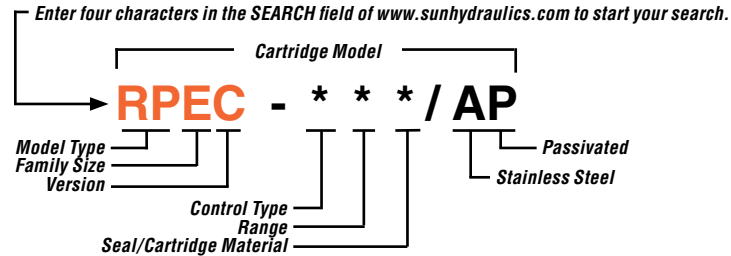 Enter four characters in the SEARCH field of www.sunhydraulics.com to start your search.
Cartridge Model
RPEC - * * * / AP
Model Type
Passivated
Family Size
Version
Stainless Steel
Control Type
Range
Seal/Cartridge Material